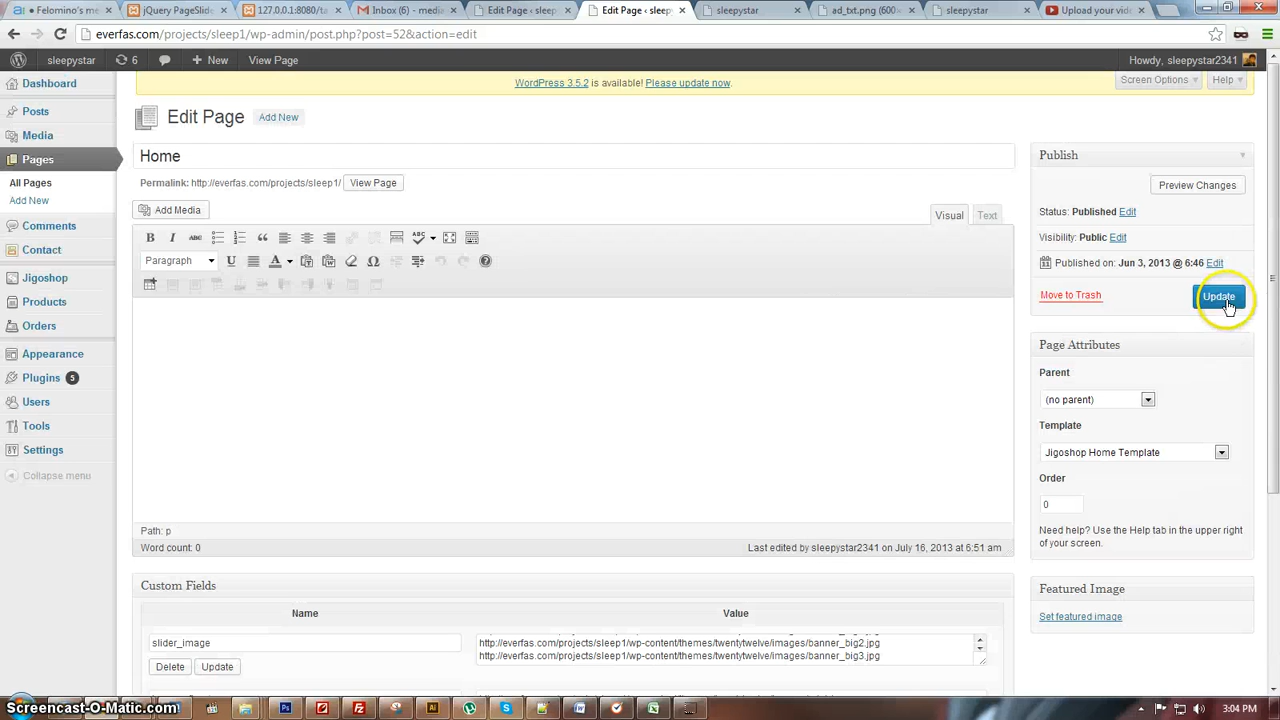 Felomino's me
jQuery PageSlide
127.0.0.1:8080/ta
Inbox (6) - media
Edit Page ‹ sleep
Edit Page ‹ sleep
sleepystar
ad_txt.png (600×
sleepystar
Upload your vide
everfas.com/projects/sleep1/wp-admin/post.php?post=52&action=edit
sleepystar 6 + New View Page Howdy, sleepystar2341
WordPress 3.5.2 is available! Please update now.
Screen Options Help
Dashboard
Posts
Media
Pages
All Pages
Add New
Comments
Contact
Jigoshop
Products
Orders
Appearance
Plugins 5
Users
Tools
Settings
Collapse menu
Edit Page Add New
Home
Permalink: http://everfas.com/projects/sleep1/ View Page
Add Media
Visual Text
B I ABC “ ABC
Paragraph U A Ω ?
Path: p
Word count: 0 Last edited by sleepystar2341 on July 16, 2013 at 6:51 am
Custom Fields
Name Value
slider_image
http://everfas.com/projects/sleep1/wp-content/themes/twentytwelve/images/banner_big2.jpg
http://everfas.com/projects/sleep1/wp-content/themes/twentytwelve/images/banner_big3.jpg
Delete Update
Publish
Preview Changes
Status: Published Edit
Visibility: Public Edit
Published on: Jun 3, 2013 @ 6:46 Edit
Move to Trash Update
Page Attributes
Parent
(no parent)
Template
Jigoshop Home Template
Order
0
Need help? Use the Help tab in the upper right
of your screen.
Featured Image
Set featured image
Screencast-O-Matic.com
3:04 PM